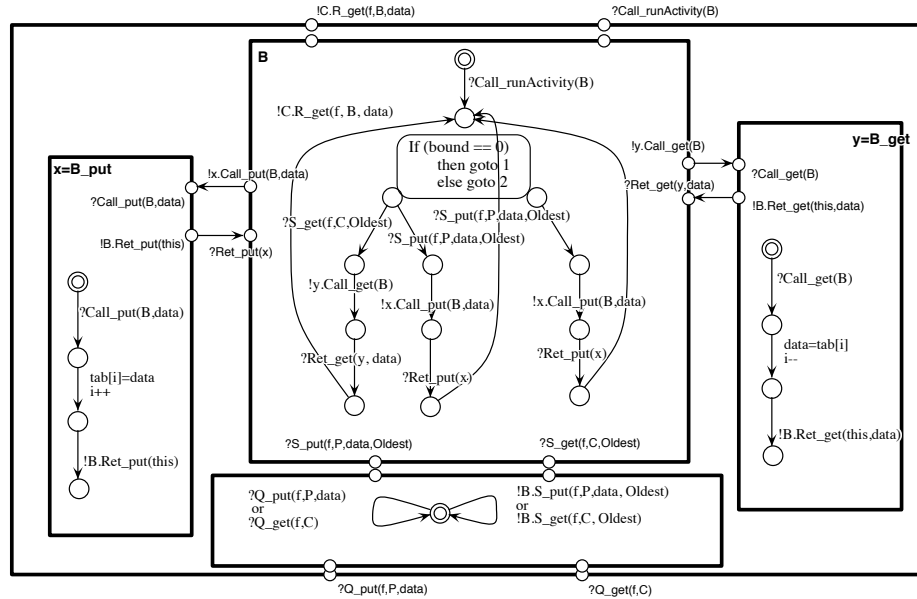 !C.R_get(f,B,data)
?Call_runActivity(B)
B
?Call_runActivity(B)
!C.R_get(f, B, data)
If (bound == 0)
then goto 1
else goto 2
x=B_put
!x.Call_put(B,data)
?Call_put(B,data)
!B.Ret_put(this)
?Ret_put(x)
?Call_put(B,data)
tab[i]=data
i++
!B.Ret_put(this)
?S_get(f,C,Oldest)
?S_put(f,P,data,Oldest)
?S_put(f,P,data,Oldest)
!y.Call_get(B)
!x.Call_put(B,data)
!x.Call_put(B,data)
?Ret_get(y, data)
?Ret_put(x)
?Ret_put(x)
y=B_get
!y.Call_get(B)
?Call_get(B)
?Ret_get(y,data)
!B.Ret_get(this,data)
?Call_get(B)
data=tab[i]
i--
!B.Ret_get(this,data)
?S_put(f,P,data,Oldest)
?S_get(f,C,Oldest)
?Q_put(f,P,data)
or
?Q_get(f,C)
!B.S_put(f,P,data, Oldest)
or
!B.S_get(f,C, Oldest)
?Q_put(f,P,data)
?Q_get(f,C)